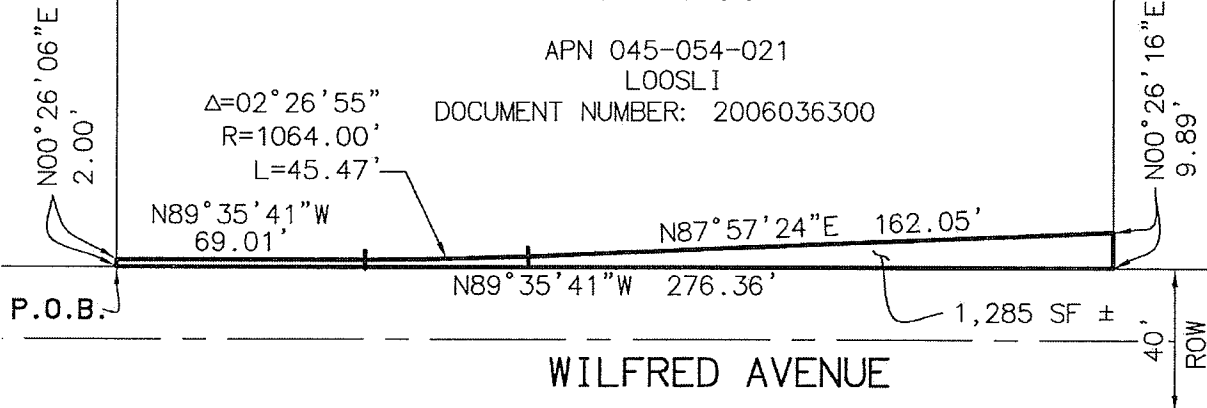 N00°26'06"E
2.00'
APN 045-054-021
LOOSLI
DOCUMENT NUMBER: 2006036300
Δ=02°26'55"
R=1064.00'
L=45.47'
N00°26'16"E
9.89'
N89°35'41"W
69.01'
N87°57'24"E 162.05'
N89°35'41"W 276.36'
P.O.B.
1,285 SF ±
40'
ROW
WILFRED AVENUE